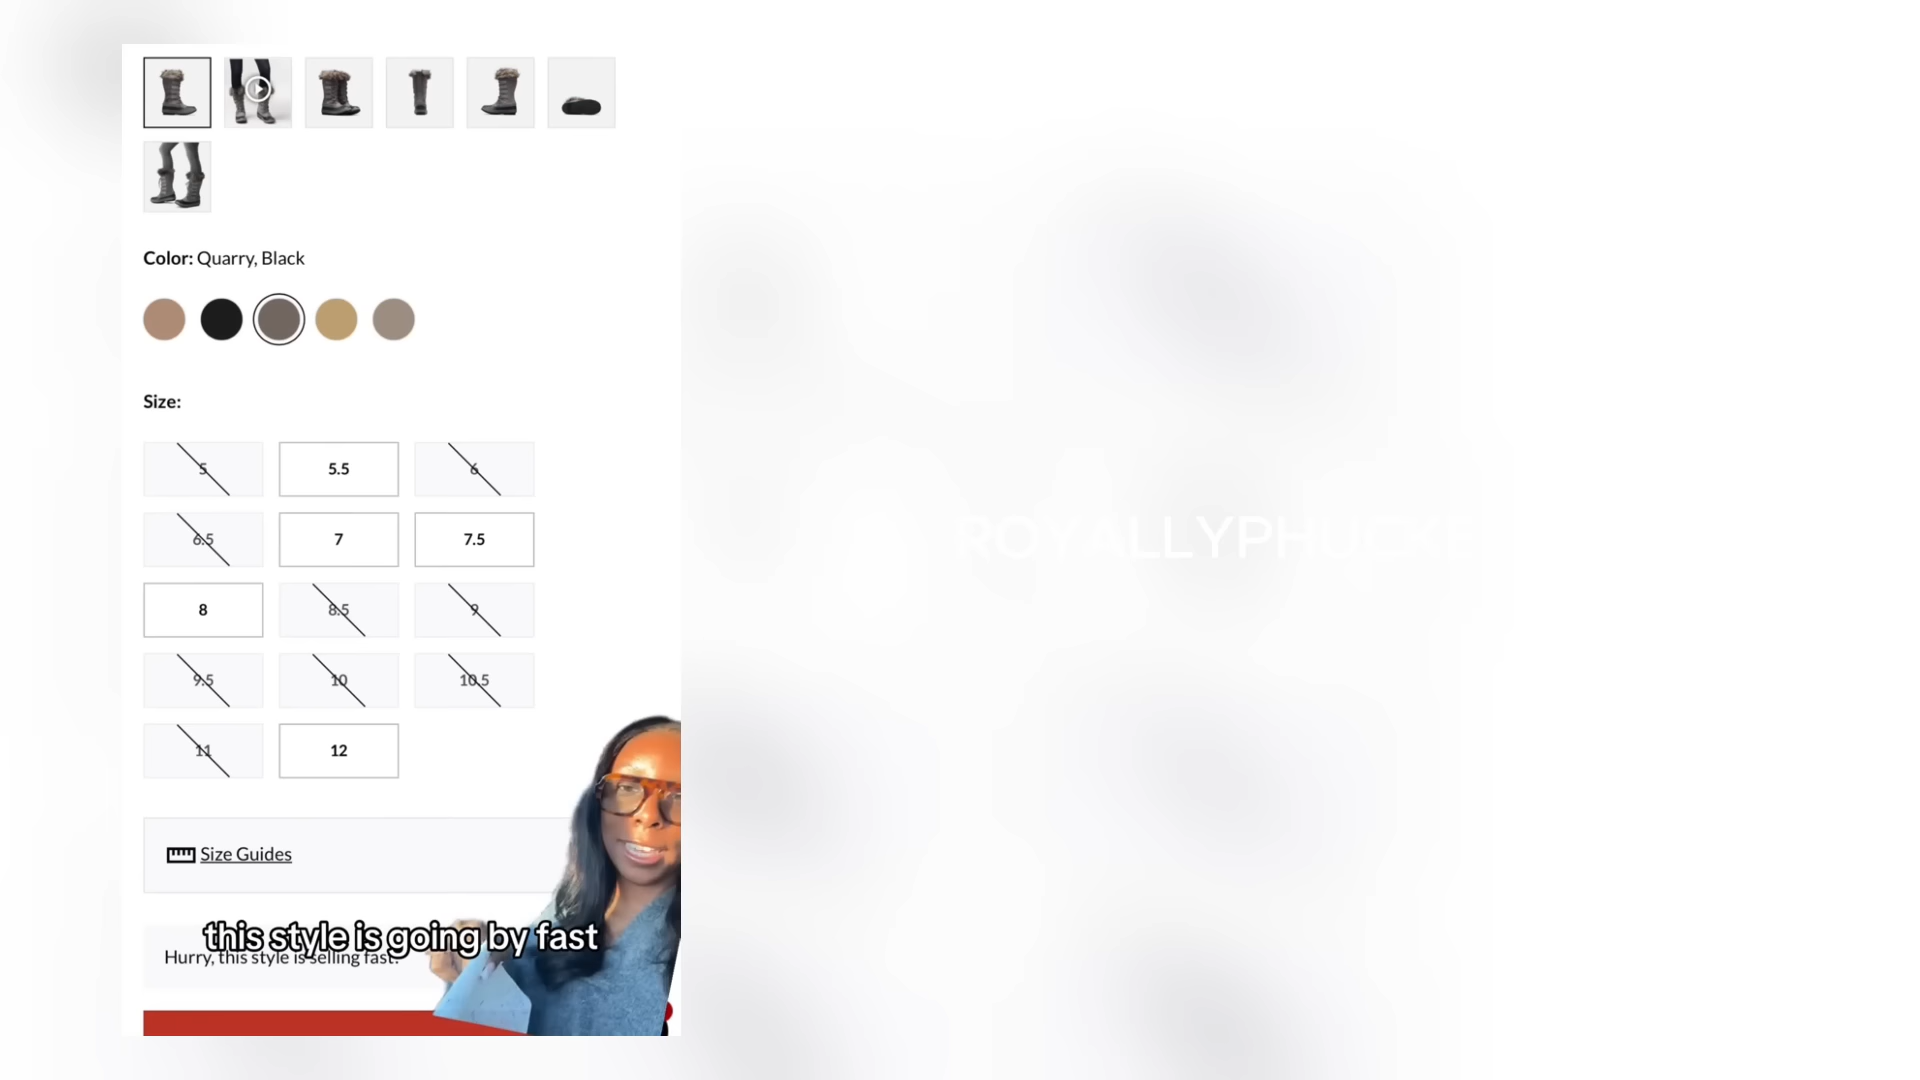 Color: Quarry, Black
Size:
5
5.5
6
6.5
7
7.5
8
8.5
9
9.5
10
10.5
11
12
Size Guides
this style is going by fast
Hurry, this style is selling fast.
ROYALLYPHUCKE